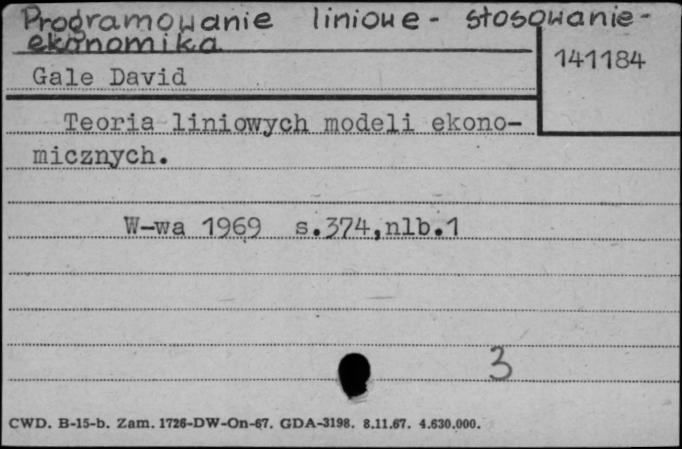 Programowanie liniowe - stosowanie -
ekonomika
141184
Gale David
Teoria liniowych modeli ekono-
micznych.
W-wa 1969 s.374,nlb.1
3
CWD. B-15-b. Zam. 1726-DW-On-67. GDA-3198. 8.11.67. 4.630.000.